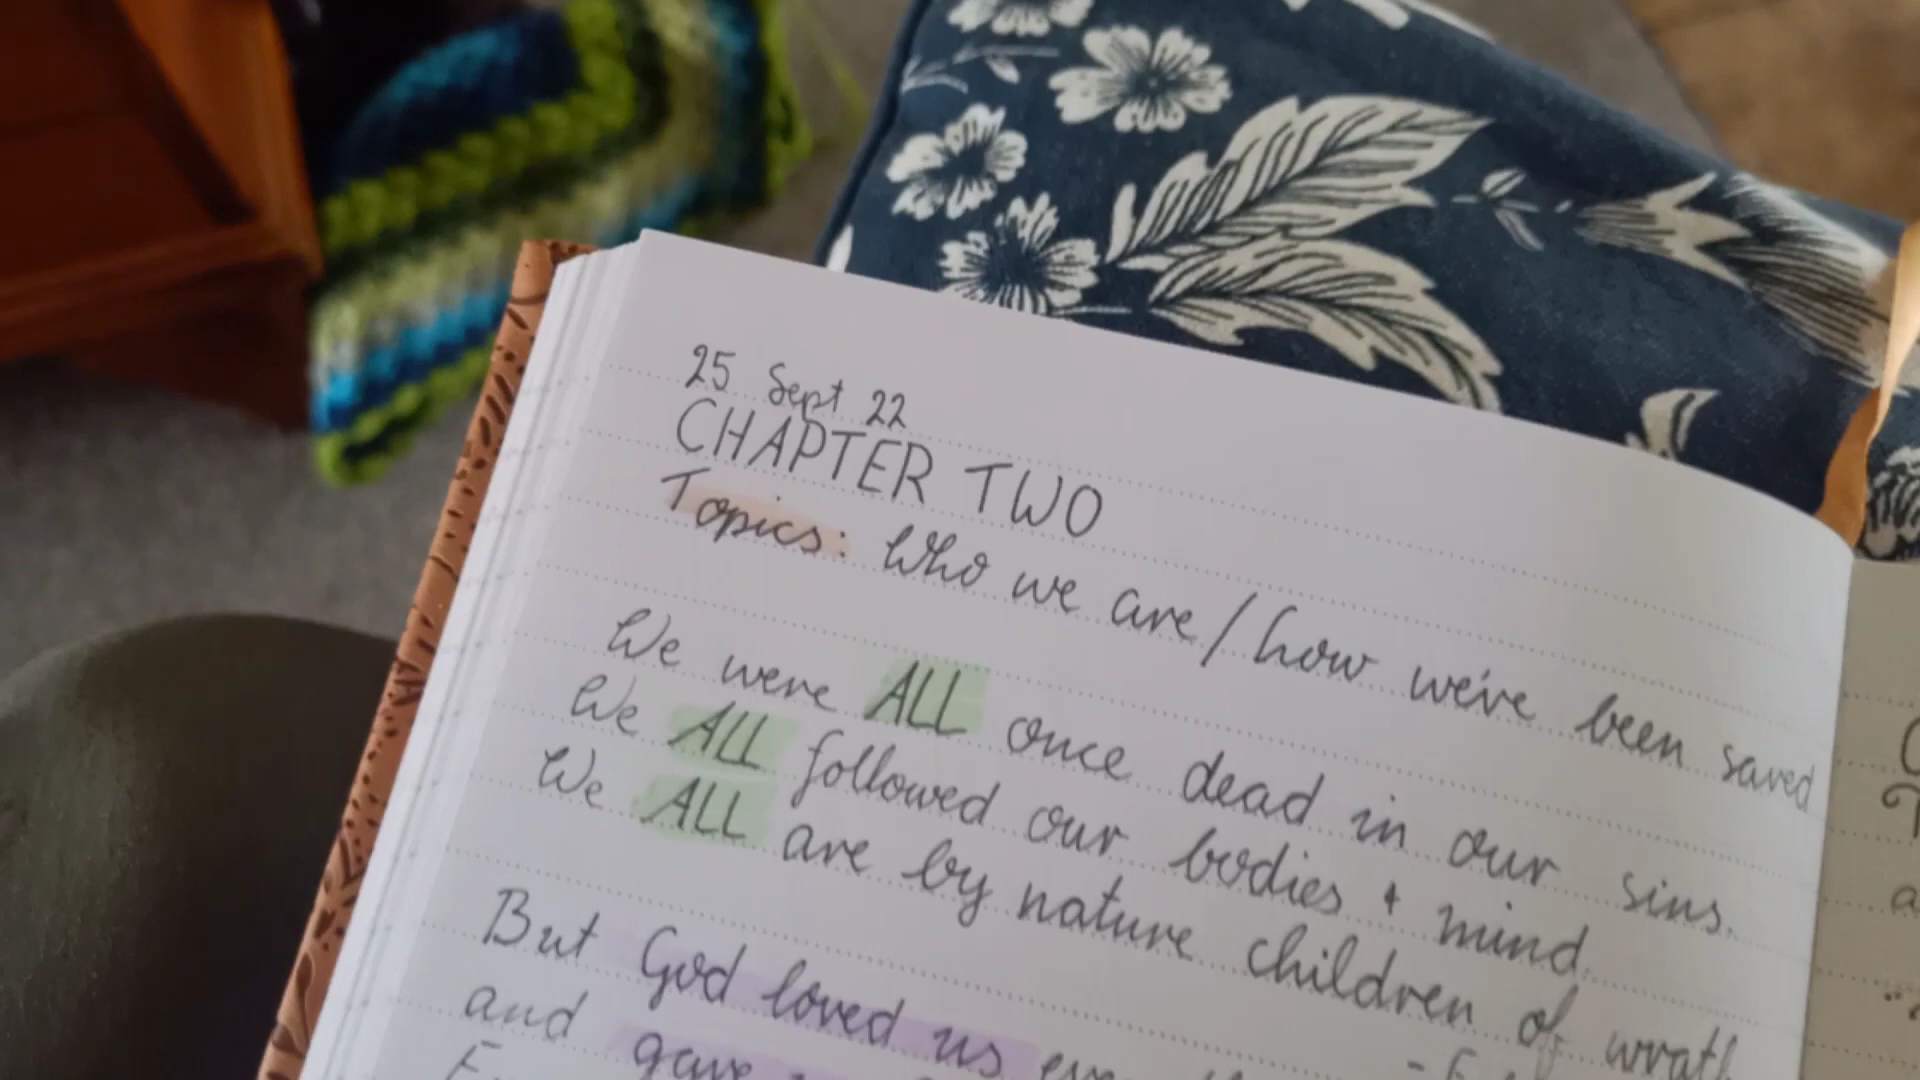 25 Sept 22
CHAPTER TWO
Topics: Who we are / how we've been saved
We were ALL once dead in our sins.
We ALL followed our bodies + mind.
We ALL are by nature children of wrath
But God loved us
and gave